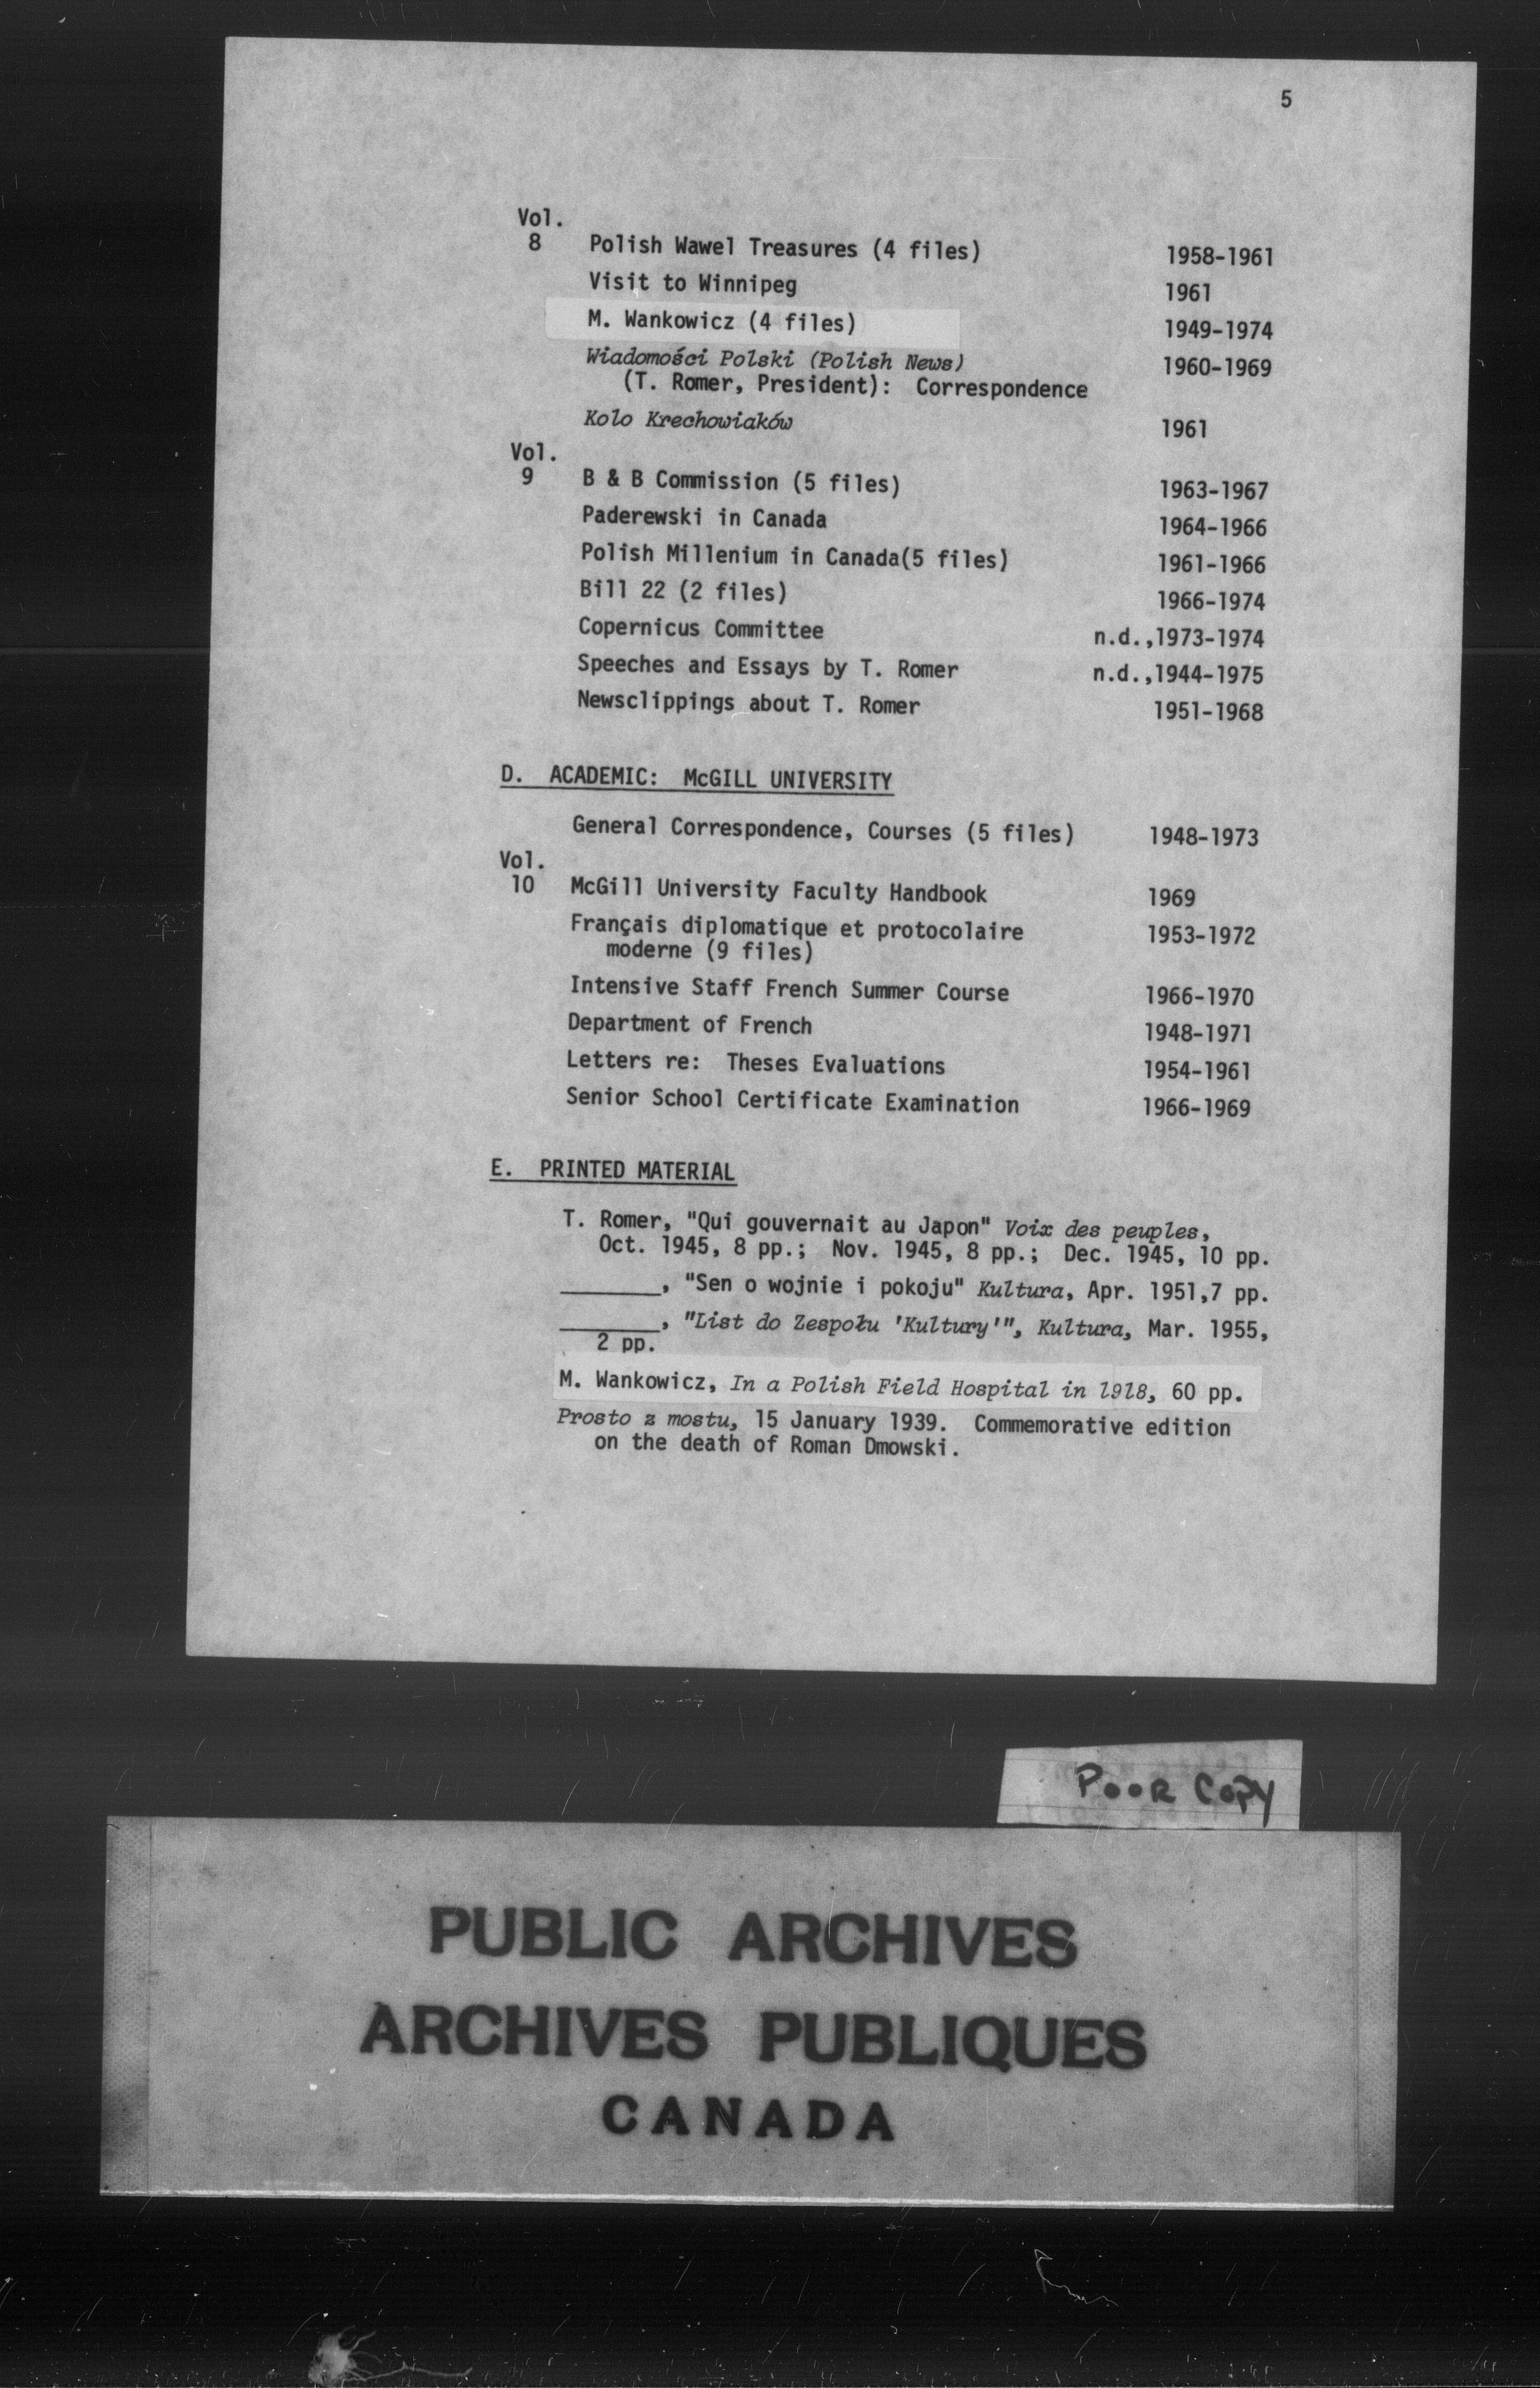 5
Vol.
8 Polish Wawel Treasures (4 files) 1958-1961
Visit to Winnipeg 1961
M. Wankowicz (4 files) 1949-1974
Wiadomości Polski (Polish News) 1960-1969
(T. Romer, President): Correspondence
Kolo Krechowiaków 1961
Vol.
9 B & B Commission (5 files) 1963-1967
Paderewski in Canada 1964-1966
Polish Millenium in Canada(5 files) 1961-1966
Bill 22 (2 files) 1966-1974
Copernicus Committee n.d.,1973-1974
Speeches and Essays by T. Romer n.d.,1944-1975
Newsclippings about T. Romer 1951-1968
D. ACADEMIC: McGILL UNIVERSITY
General Correspondence, Courses (5 files) 1948-1973
Vol.
10 McGill University Faculty Handbook 1969
Français diplomatique et protocolaire 1953-1972
moderne (9 files)
Intensive Staff French Summer Course 1966-1970
Department of French 1948-1971
Letters re: Theses Evaluations 1954-1961
Senior School Certificate Examination 1966-1969
E. PRINTED MATERIAL
T. Romer, "Qui gouvernait au Japon" Voix des peuples,
Oct. 1945, 8 pp.; Nov. 1945, 8 pp.; Dec. 1945, 10 pp.
________, "Sen o wojnie i pokoju" Kultura, Apr. 1951,7 pp.
________, "List do Zespołu 'Kultury'", Kultura, Mar. 1955,
2 pp.
M. Wankowicz, In a Polish Field Hospital in 1918, 60 pp.
Prosto z mostu, 15 January 1939. Commemorative edition
on the death of Roman Dmowski.
POOR COPY
PUBLIC ARCHIVES
ARCHIVES PUBLIQUES
CANADA